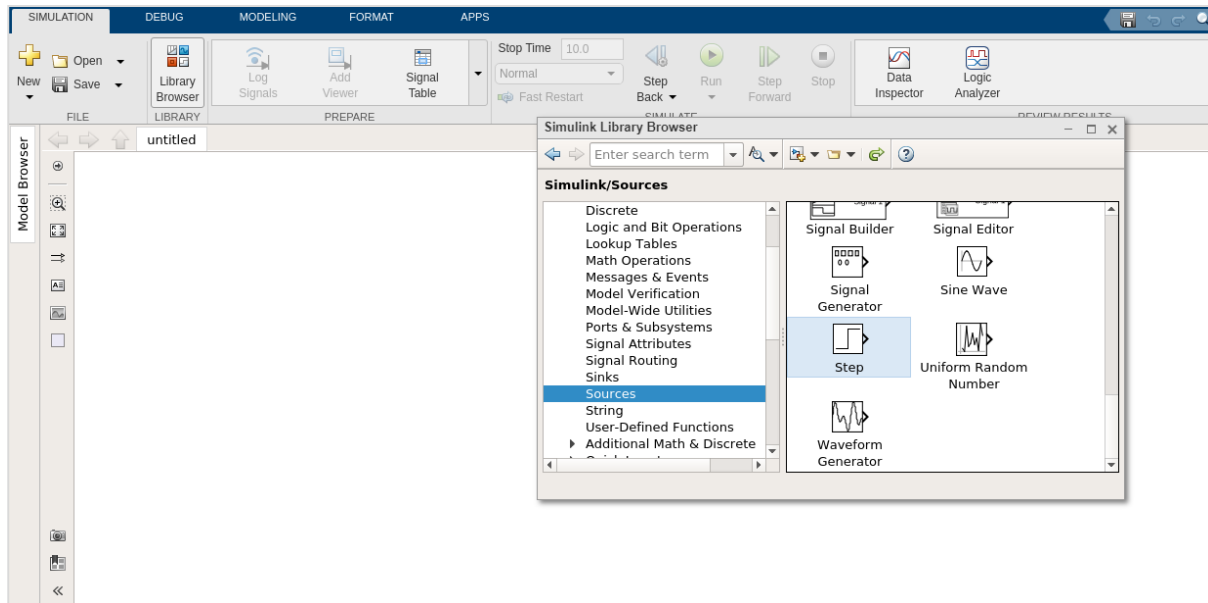 SIMULATION DEBUG MODELING FORMAT APPS
New
Open
Save
Library
Browser
Log
Signals
Add
Viewer
Signal
Table
Stop Time 10.0
Normal
Fast Restart
Step
Back
Run
Step
Forward
Stop
Data
Inspector
Logic
Analyzer
FILE LIBRARY PREPARE SIMULATE REVIEW RESULTS
Model Browser
untitled
Simulink Library Browser
Enter search term
Simulink/Sources
Discrete
Logic and Bit Operations
Lookup Tables
Math Operations
Messages & Events
Model Verification
Model-Wide Utilities
Ports & Subsystems
Signal Attributes
Signal Routing
Sinks
Sources
String
User-Defined Functions
Additional Math & Discrete
Signal Builder
Signal Editor
Signal
Generator
Sine Wave
Step
Uniform Random
Number
Waveform
Generator